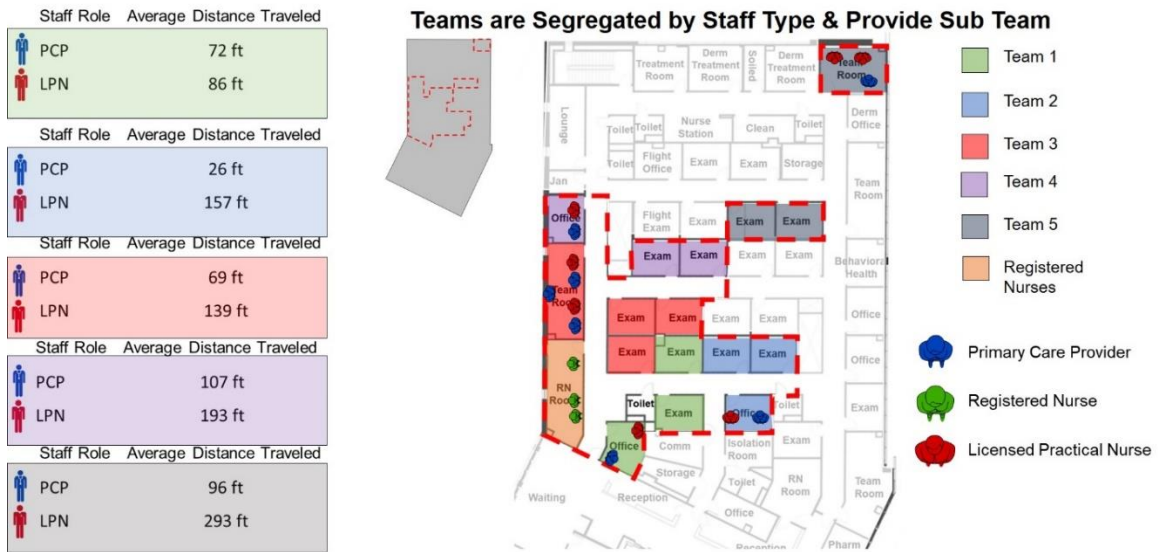 Teams are Segregated by Staff Type & Provide Sub Team
Staff Role Average Distance Traveled
PCP 72 ft
LPN 86 ft
Staff Role Average Distance Traveled
PCP 26 ft
LPN 157 ft
Staff Role Average Distance Traveled
PCP 69 ft
LPN 139 ft
Staff Role Average Distance Traveled
PCP 107 ft
LPN 193 ft
Staff Role Average Distance Traveled
PCP 96 ft
LPN 293 ft
Treatment
Room
Derm
Treatment
Room
Soiled
Derm
Treatment
Room
Team
Room
Lounge
Derm
Office
Toilet
Toilet
Nurse
Station
Clean
Toilet
Toilet
Flight
Office
Exam
Exam
Storage
Team
Room
Jan
Office
Flight
Exam
Exam
Exam
Exam
Exam
Exam
Exam
Exam
Behavioral
Health
Team
Room
Exam
Exam
Exam
Exam
Office
Exam
Exam
Exam
Exam
Office
RN
Room
Toilet
Exam
Office
Toilet
Exam
Office
Comm
Isolation
Room
Exam
Storage
Toilet
RN
Room
Team
Room
Waiting
Reception
Office
Reception
Pharm
Team 1
Team 2
Team 3
Team 4
Team 5
Registered
Nurses
Primary Care Provider
Registered Nurse
Licensed Practical Nurse